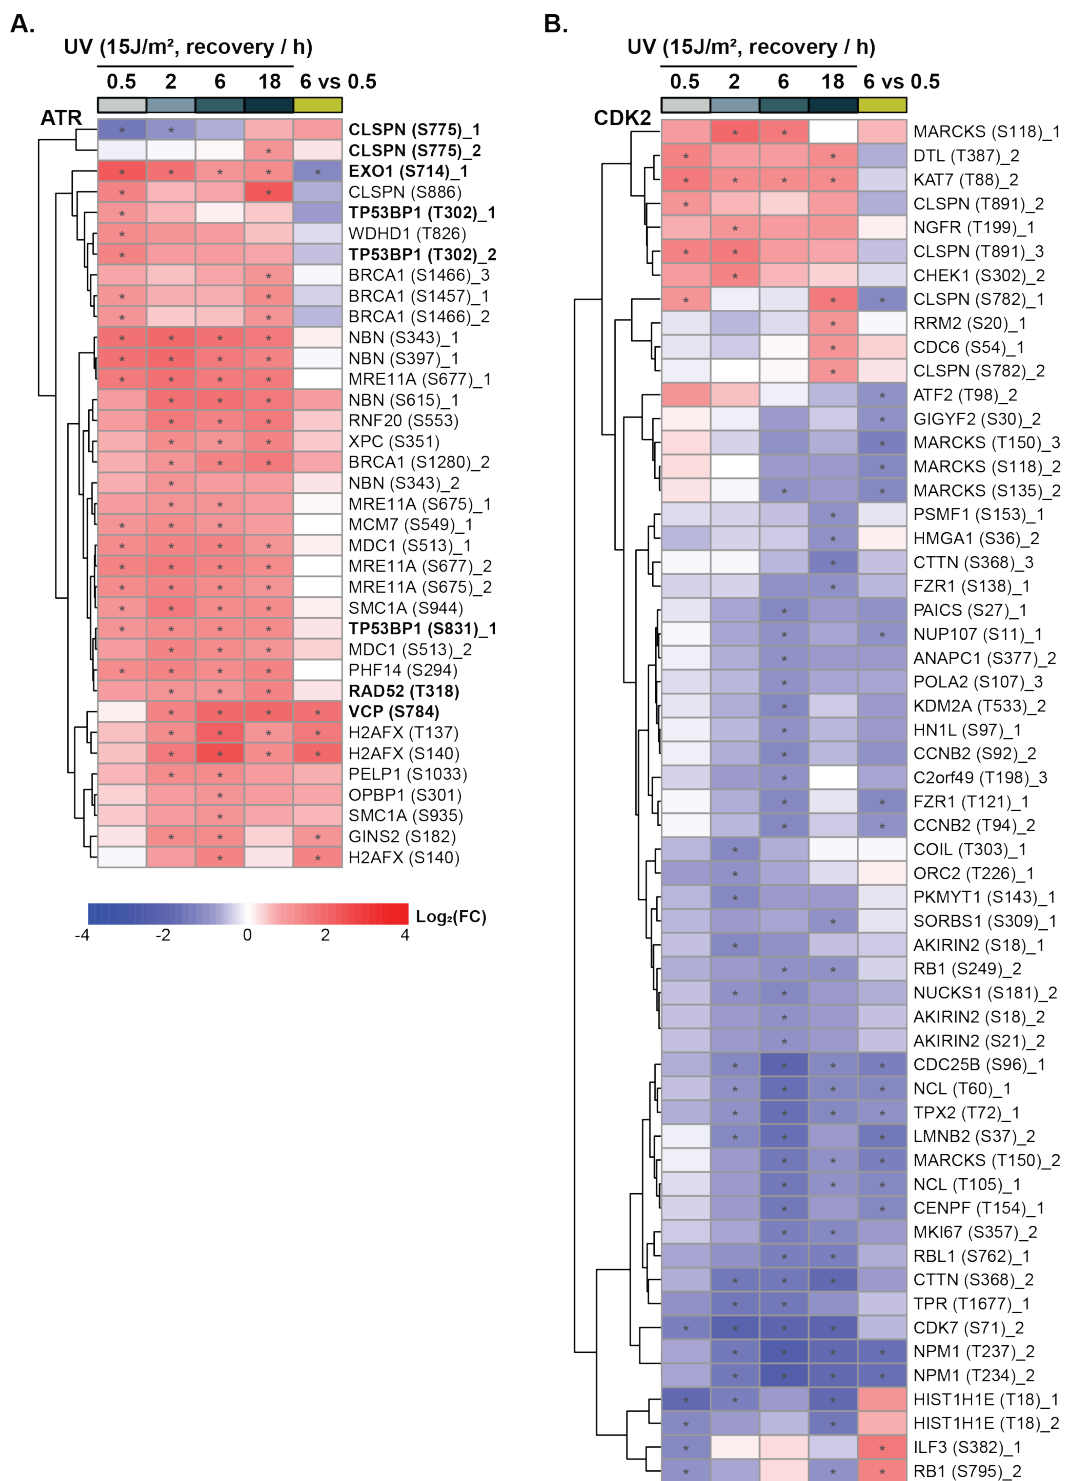 A.
UV (15J/m², recovery / h)
0.5 2 6 18 6 vs 0.5
ATR
CLSPN (S775)_1
CLSPN (S775)_2
EXO1 (S714)_1
CLSPN (S886)
TP53BP1 (T302)_1
WDHD1 (T826)
TP53BP1 (T302)_2
BRCA1 (S1466)_3
BRCA1 (S1457)_1
BRCA1 (S1466)_2
NBN (S343)_1
NBN (S397)_1
MRE11A (S677)_1
NBN (S615)_1
RNF20 (S553)
XPC (S351)
BRCA1 (S1280)_2
NBN (S343)_2
MRE11A (S675)_1
MCM7 (S549)_1
MDC1 (S513)_1
MRE11A (S677)_2
MRE11A (S675)_2
SMC1A (S944)
TP53BP1 (S831)_1
MDC1 (S513)_2
PHF14 (S294)
RAD52 (T318)
VCP (S784)
H2AFX (T137)
H2AFX (S140)
PELP1 (S1033)
OPBP1 (S301)
SMC1A (S935)
GINS2 (S182)
H2AFX (S140)
Log₂(FC)
-4 -2 0 2 4
B.
UV (15J/m², recovery / h)
0.5 2 6 18 6 vs 0.5
CDK2
MARCKS (S118)_1
DTL (T387)_2
KAT7 (T88)_2
CLSPN (T891)_2
NGFR (T199)_1
CLSPN (T891)_3
CHEK1 (S302)_2
CLSPN (S782)_1
RRM2 (S20)_1
CDC6 (S54)_1
CLSPN (S782)_2
ATF2 (T98)_2
GIGYF2 (S30)_2
MARCKS (T150)_3
MARCKS (S118)_2
MARCKS (S135)_2
PSMF1 (S153)_1
HMGA1 (S36)_2
CTTN (S368)_3
FZR1 (S138)_1
PAICS (S27)_1
NUP107 (S11)_1
ANAPC1 (S377)_2
POLA2 (S107)_3
KDM2A (T533)_2
HN1L (S97)_1
CCNB2 (S92)_2
C2orf49 (T198)_3
FZR1 (T121)_1
CCNB2 (T94)_2
COIL (T303)_1
ORC2 (T226)_1
PKMYT1 (S143)_1
SORBS1 (S309)_1
AKIRIN2 (S18)_1
RB1 (S249)_2
NUCKS1 (S181)_2
AKIRIN2 (S18)_2
AKIRIN2 (S21)_2
CDC25B (S96)_1
NCL (T60)_1
TPX2 (T72)_1
LMNB2 (S37)_2
MARCKS (T150)_2
NCL (T105)_1
CENPF (T154)_1
MKI67 (S357)_2
RBL1 (S762)_1
CTTN (S368)_2
TPR (T1677)_1
CDK7 (S71)_2
NPM1 (T237)_2
NPM1 (T234)_2
HIST1H1E (T18)_1
HIST1H1E (T18)_2
ILF3 (S382)_1
RB1 (S795)_2